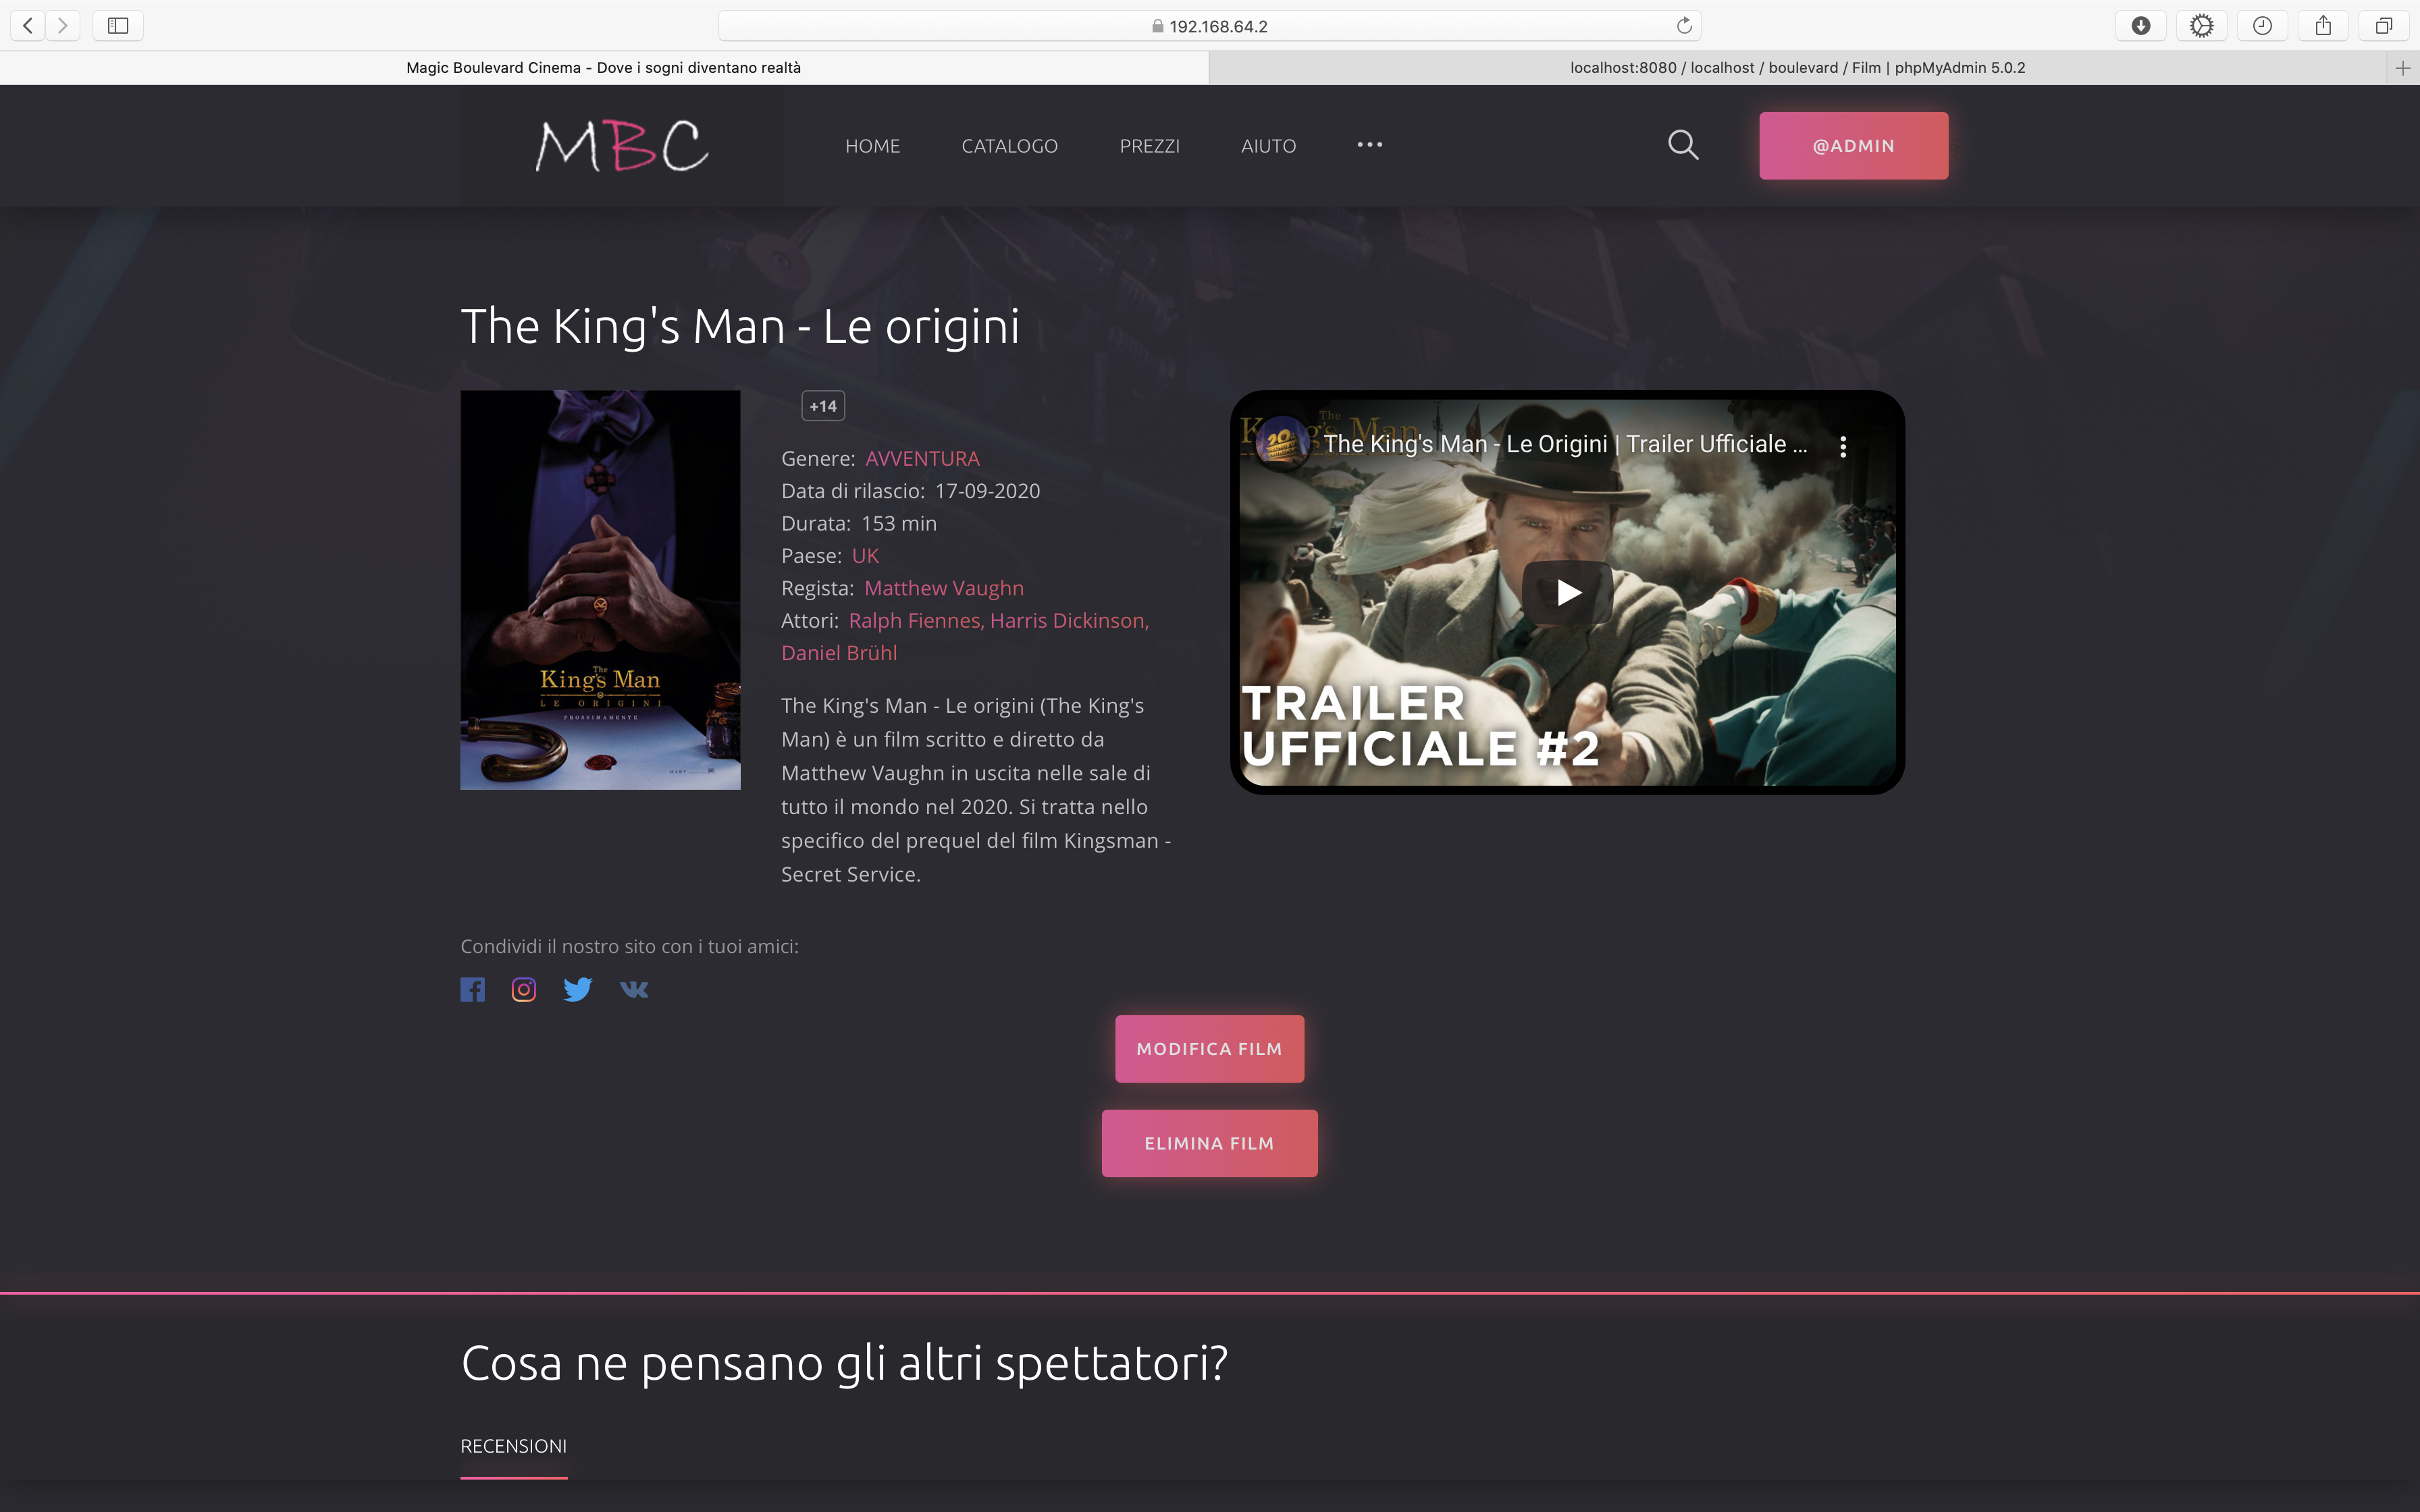 192.168.64.2
Magic Boulevard Cinema - Dove i sogni diventano realtà
localhost:8080 / localhost / boulevard / Film | phpMyAdmin 5.0.2
MBC
HOME
CATALOGO
PREZZI
AIUTO
@ADMIN
The King's Man - Le origini
+14
Genere: AVVENTURA
Data di rilascio: 17-09-2020
Durata: 153 min
Paese: UK
Regista: Matthew Vaughn
Attori: Ralph Fiennes, Harris Dickinson,
Daniel Brühl
The King's Man - Le origini (The King's
Man) è un film scritto e diretto da
Matthew Vaughn in uscita nelle sale di
tutto il mondo nel 2020. Si tratta nello
specifico del prequel del film Kingsman -
Secret Service.
The
King's Man
LE ORIGINI
PROSSIMAMENTE
The
King's Man
20
The King's Man - Le Origini | Trailer Ufficiale ...
TRAILER
UFFICIALE #2
Condividi il nostro sito con i tuoi amici:
MODIFICA FILM
ELIMINA FILM
Cosa ne pensano gli altri spettatori?
RECENSIONI